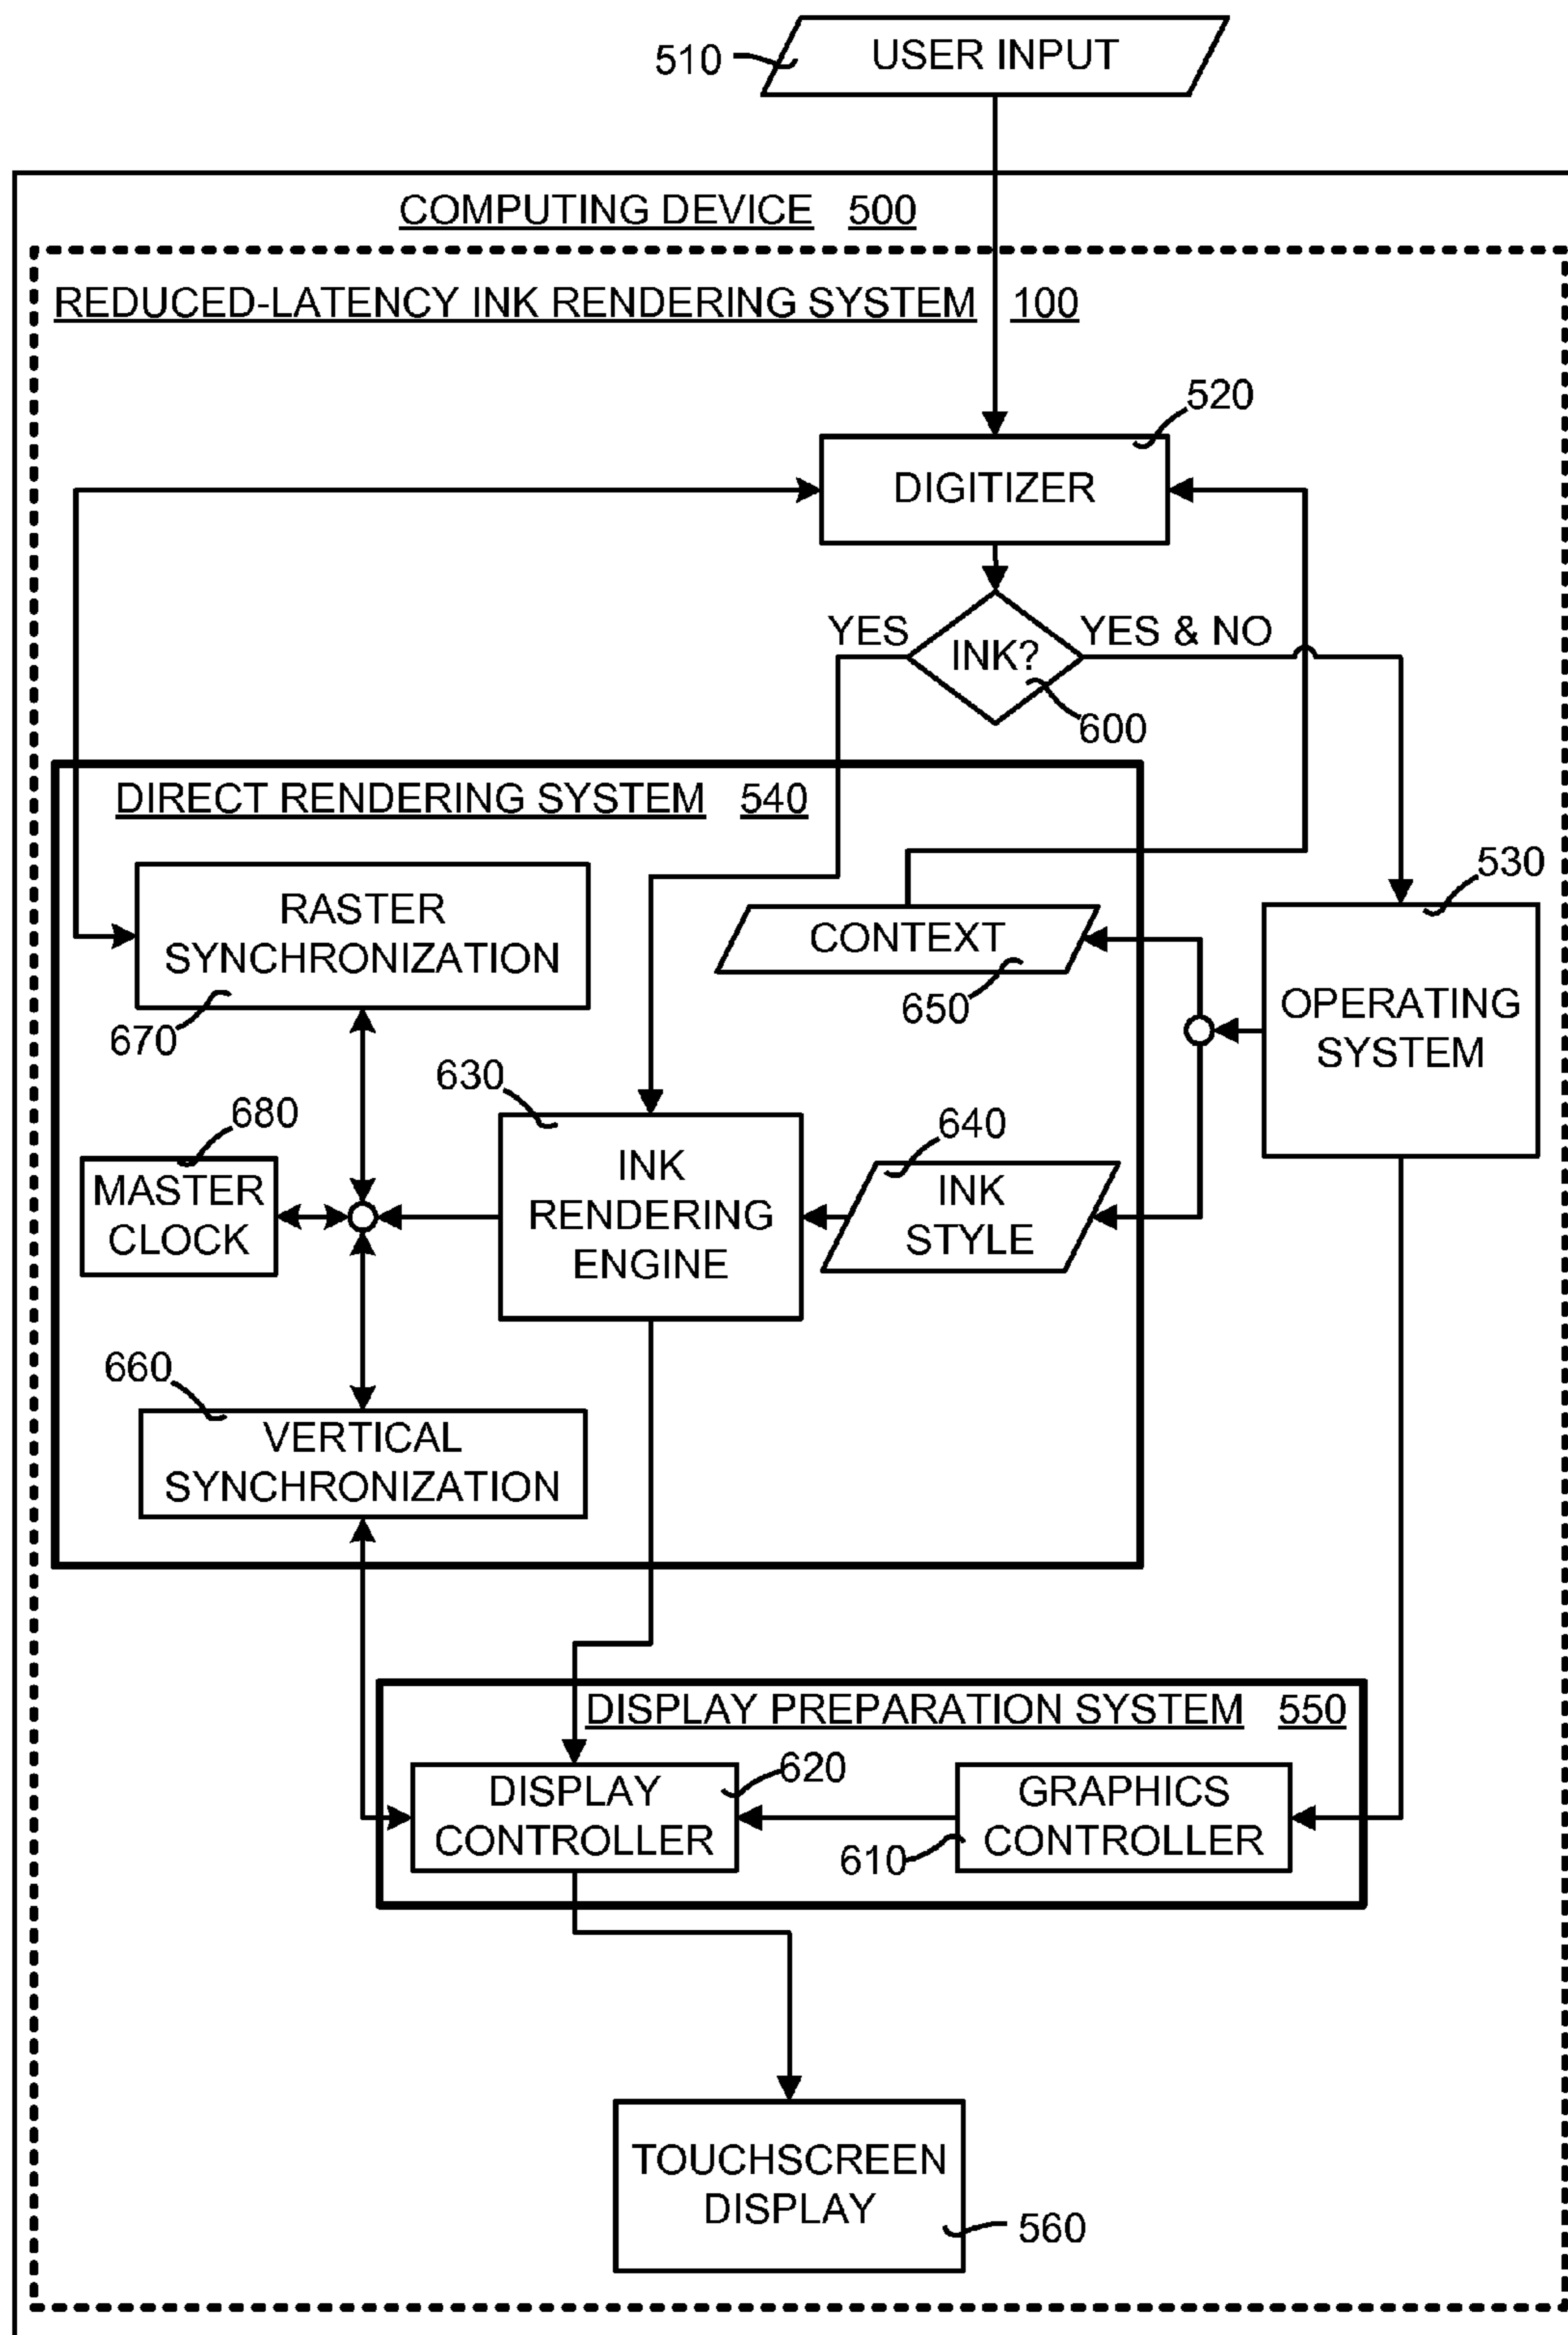 510
USER INPUT
COMPUTING DEVICE 500
REDUCED-LATENCY INK RENDERING SYSTEM 100
520
DIGITIZER
YES
INK?
YES & NO
600
DIRECT RENDERING SYSTEM 540
530
RASTER
SYNCHRONIZATION
670
CONTEXT
650
OPERATING
SYSTEM
630
680
MASTER
CLOCK
INK
RENDERING
ENGINE
640
INK
STYLE
660
VERTICAL
SYNCHRONIZATION
DISPLAY PREPARATION SYSTEM 550
DISPLAY
CONTROLLER
620
GRAPHICS
CONTROLLER
610
TOUCHSCREEN
DISPLAY
560